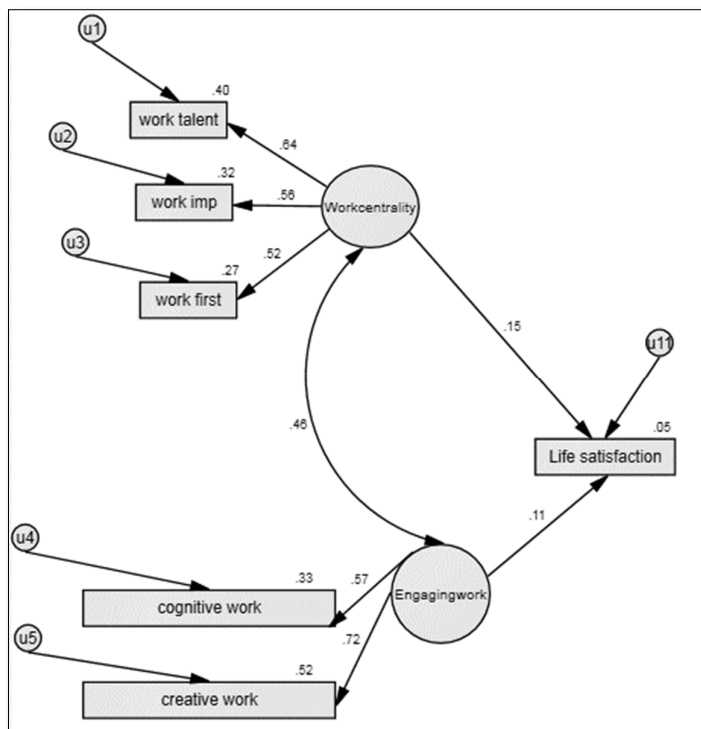 u1
.40
work talent
.64
u2
.32
work imp
.56
Workcentrality
u3
.52
.27
work first
.15
u11
.46
.05
Life satisfaction
.11
u4
.33
.57
cognitive work
Engagingwork
u5
.72
.52
creative work